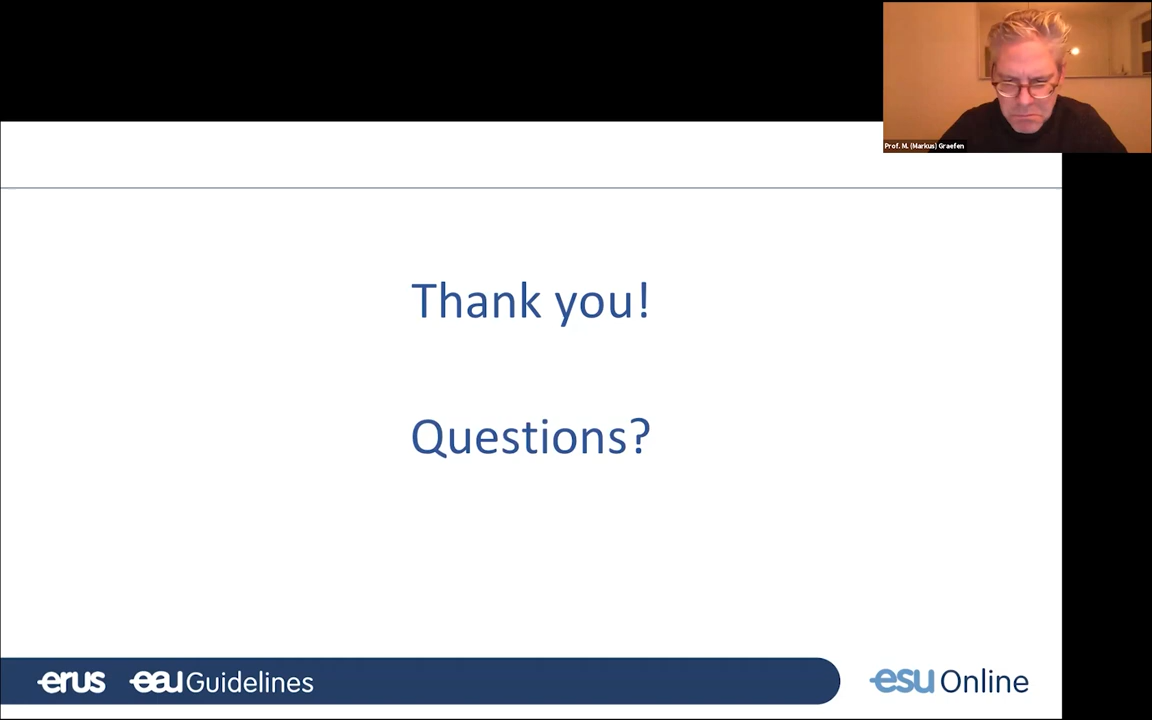 Prof. M. (Markus) Graefen
Thank you!
Questions?
erus eau Guidelines
esu Online